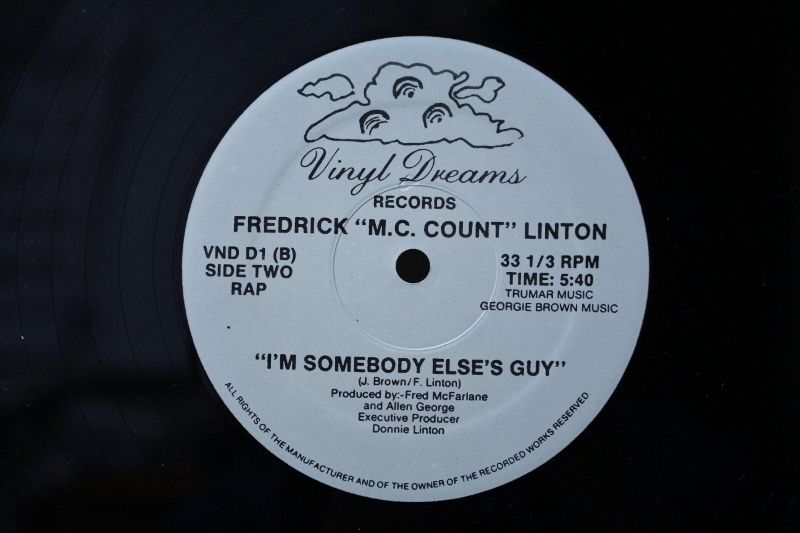 Vinyl Dreams
RECORDS
FREDRICK “M.C. COUNT” LINTON
VND D1 (B)
SIDE TWO
RAP
33 1/3 RPM
TIME: 5:40
TRUMAR MUSIC
GEORGIE BROWN MUSIC
“I’M SOMEBODY ELSE’S GUY”
(J. Brown/F. Linton)
Produced by:-Fred McFarlane
and Allen George
Executive Producer
Donnie Linton
ALL RIGHTS OF THE MANUFACTURER AND OF THE OWNER OF THE RECORDED WORKS RESERVED